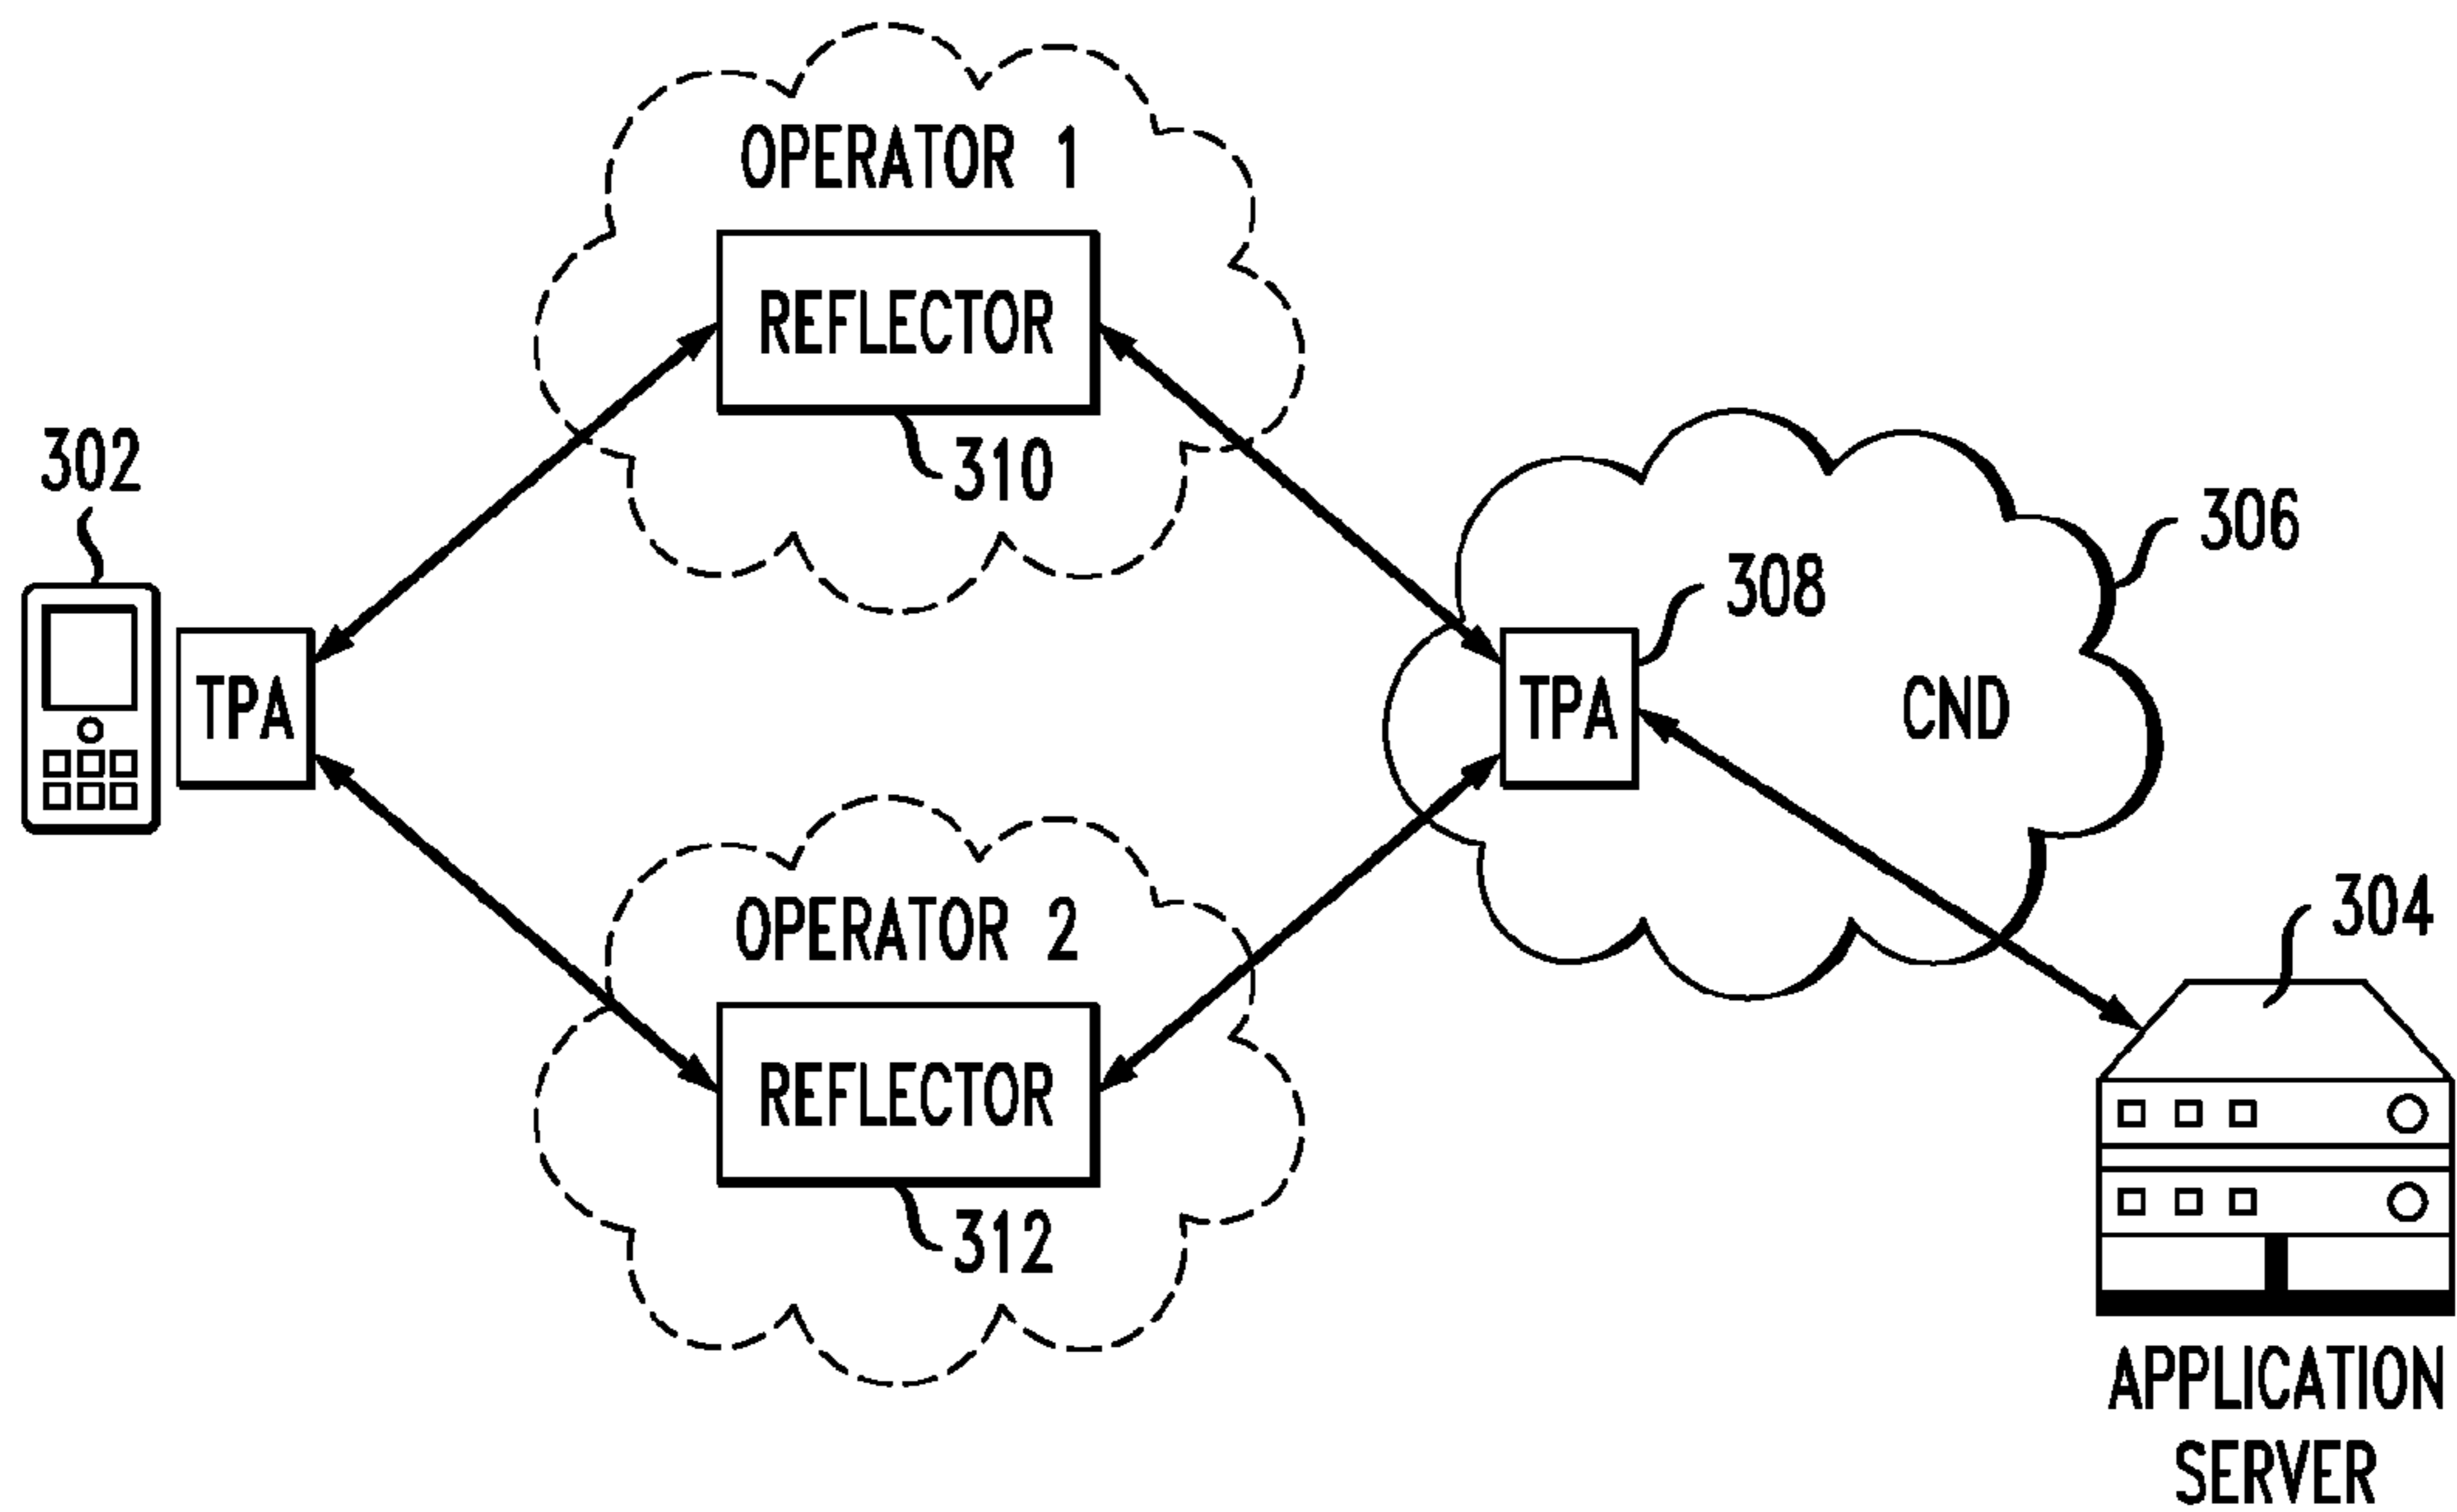 OPERATOR 1
REFLECTOR
310
302
306
308
TPA
TPA
CND
304
OPERATOR 2
REFLECTOR
312
APPLICATION
SERVER